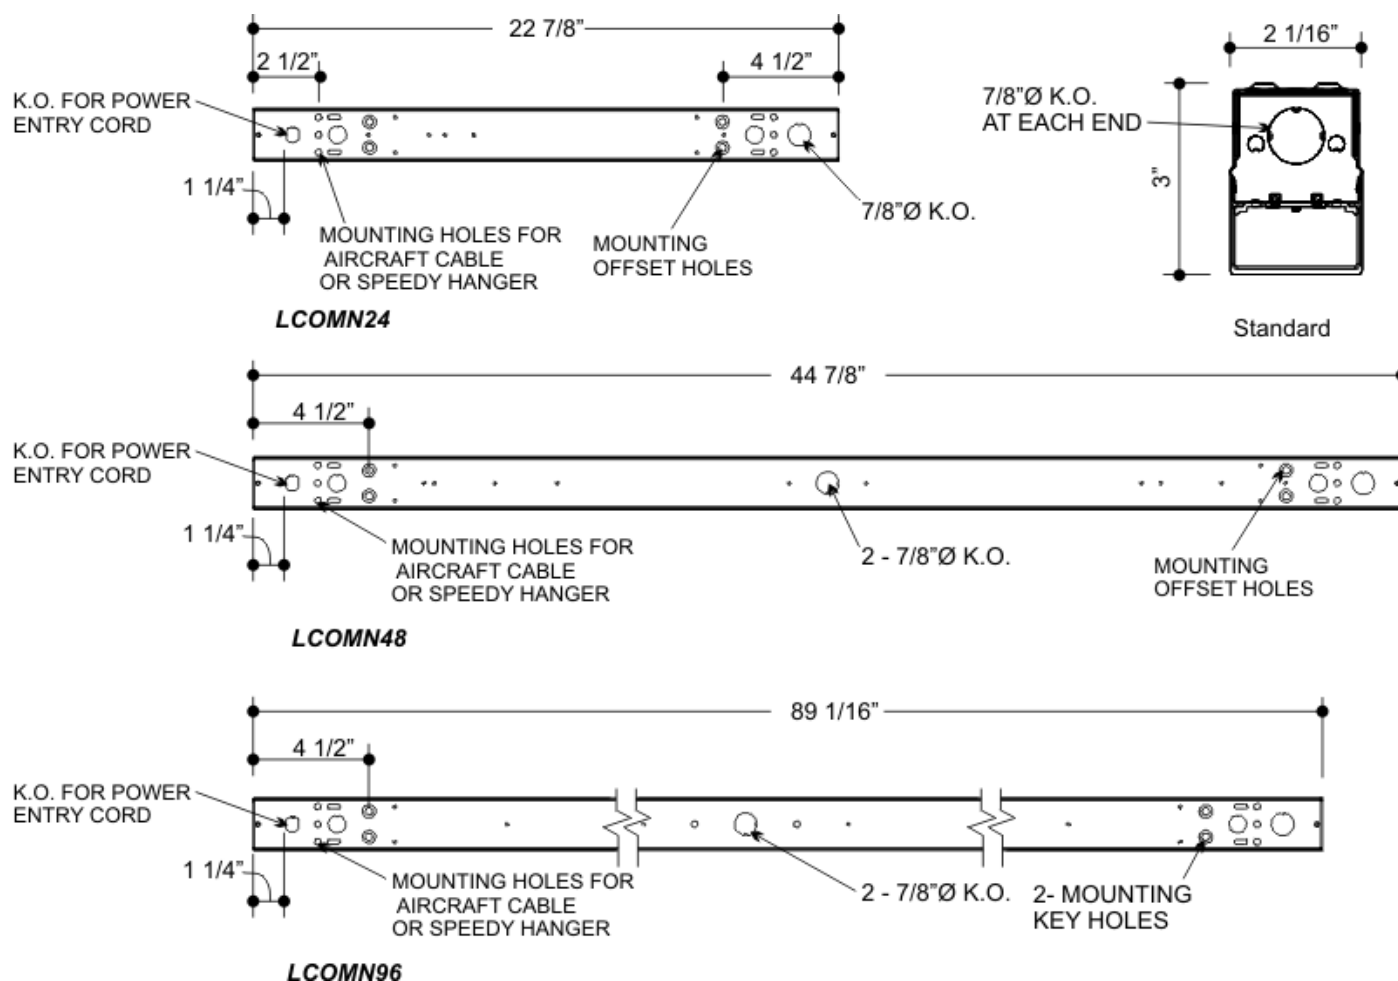 22 7/8”
2 1/2”
4 1/2”
K.O. FOR POWER
ENTRY CORD
1 1/4”
7/8”Ø K.O.
MOUNTING HOLES FOR
AIRCRAFT CABLE
OR SPEEDY HANGER
MOUNTING
OFFSET HOLES
LCOMN24
2 1/16”
7/8”Ø K.O.
AT EACH END
3”
Standard
44 7/8”
4 1/2”
K.O. FOR POWER
ENTRY CORD
1 1/4”
MOUNTING HOLES FOR
AIRCRAFT CABLE
OR SPEEDY HANGER
2 - 7/8”Ø K.O.
MOUNTING
OFFSET HOLES
LCOMN48
89 1/16”
4 1/2”
K.O. FOR POWER
ENTRY CORD
1 1/4”
MOUNTING HOLES FOR
AIRCRAFT CABLE
OR SPEEDY HANGER
2 - 7/8”Ø K.O.
2- MOUNTING
KEY HOLES
LCOMN96